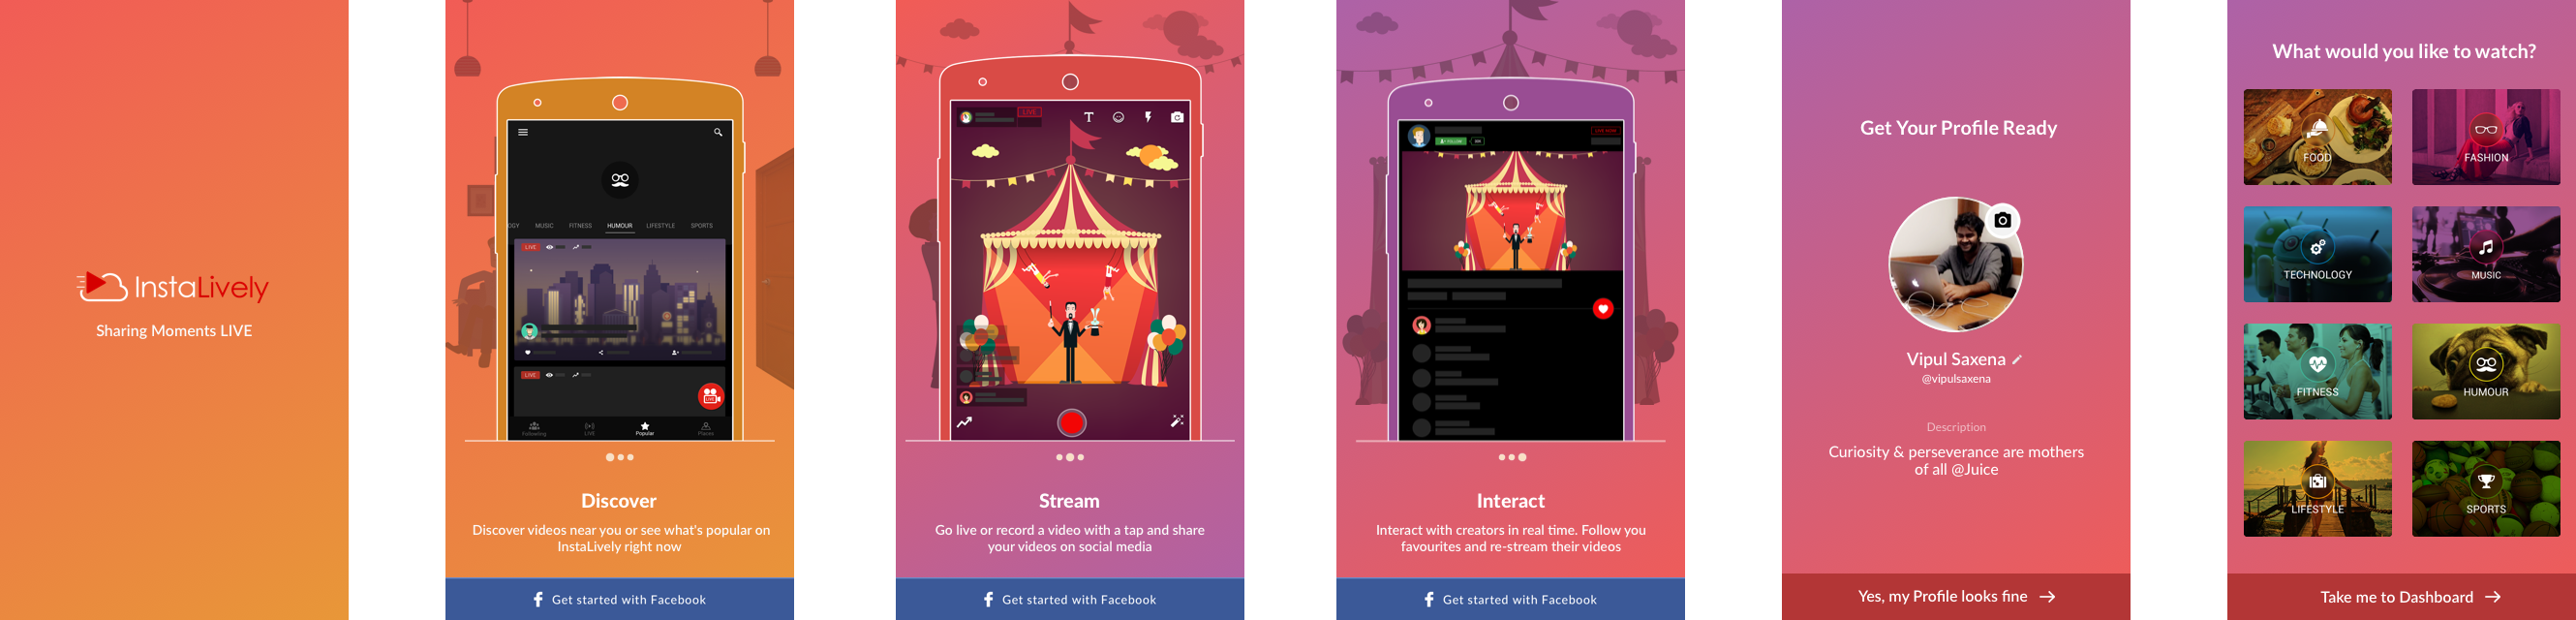 InstaLively
Sharing Moments LIVE
MUSIC FITNESS HUMOUR LIFESTYLE SPORTS
LIVE
LIVE
LIVE
Following LIVE Popular Places
Discover
Discover videos near you or see what's popular on
InstaLively right now
Get started with Facebook
LIVE
T
Stream
Go live or record a video with a tap and share
your videos on social media
Get started with Facebook
FOLLOW
Interact
Interact with creators in real time. Follow you
favourites and re-stream their videos
Get started with Facebook
Get Your Profile Ready
Vipul Saxena
@vipulsaxena
Description
Curiosity & perseverance are mothers
of all @Juice
Yes, my Profile looks fine
What would you like to watch?
FOOD
FASHION
TECHNOLOGY
MUSIC
FITNESS
HUMOUR
LIFESTYLE
SPORTS
Take me to Dashboard